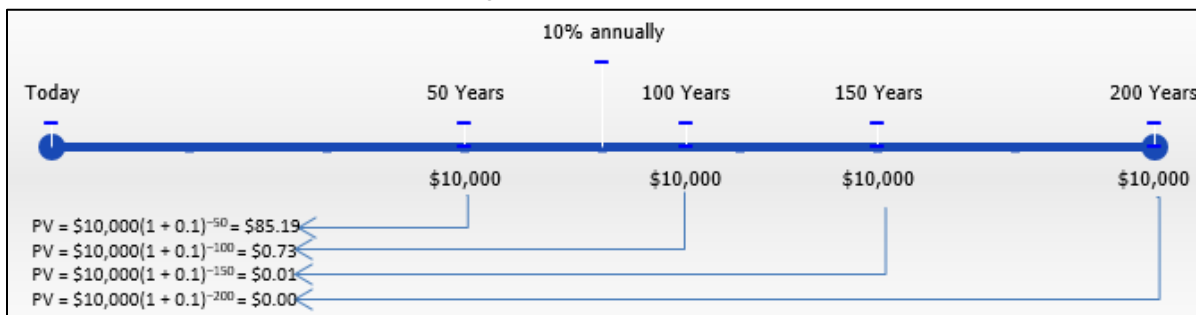 10% annually
Today 50 Years 100 Years 150 Years 200 Years
$10,000 $10,000 $10,000 $10,000
PV = $10,000(1 + 0.1)⁻⁵⁰ = $85.19
PV = $10,000(1 + 0.1)⁻¹⁰⁰ = $0.73
PV = $10,000(1 + 0.1)⁻¹⁵⁰ = $0.01
PV = $10,000(1 + 0.1)⁻²⁰⁰ = $0.00